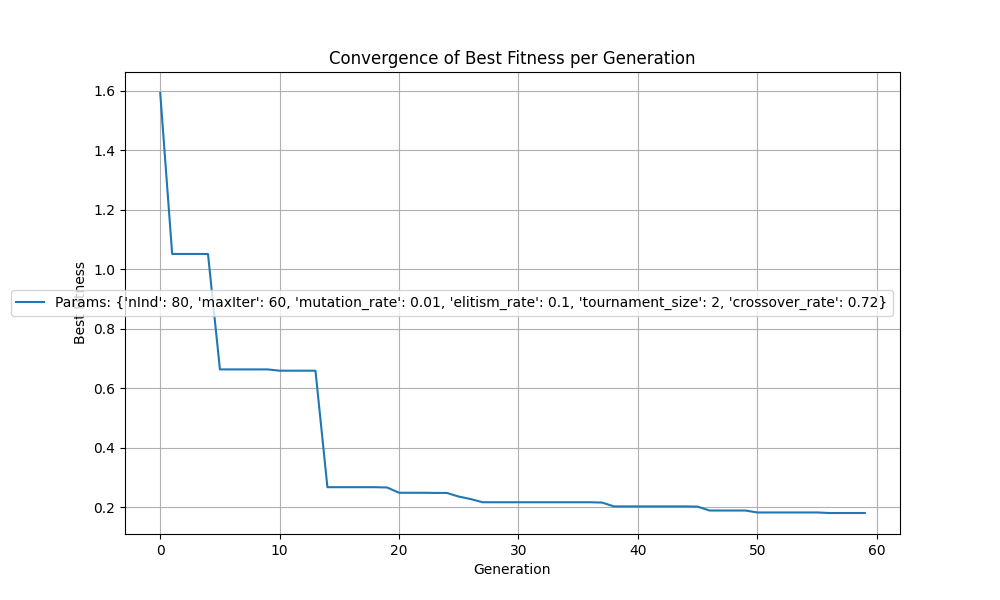 Convergence of Best Fitness per Generation
1.6
1.4
1.2
1.0
Params: {'nInd': 80, 'maxIter': 60, 'mutation_rate': 0.01, 'elitism_rate': 0.1, 'tournament_size': 2, 'crossover_rate': 0.72}
0.8
0.6
0.4
0.2
Best Fitness
0 10 20 30 40 50 60
Generation